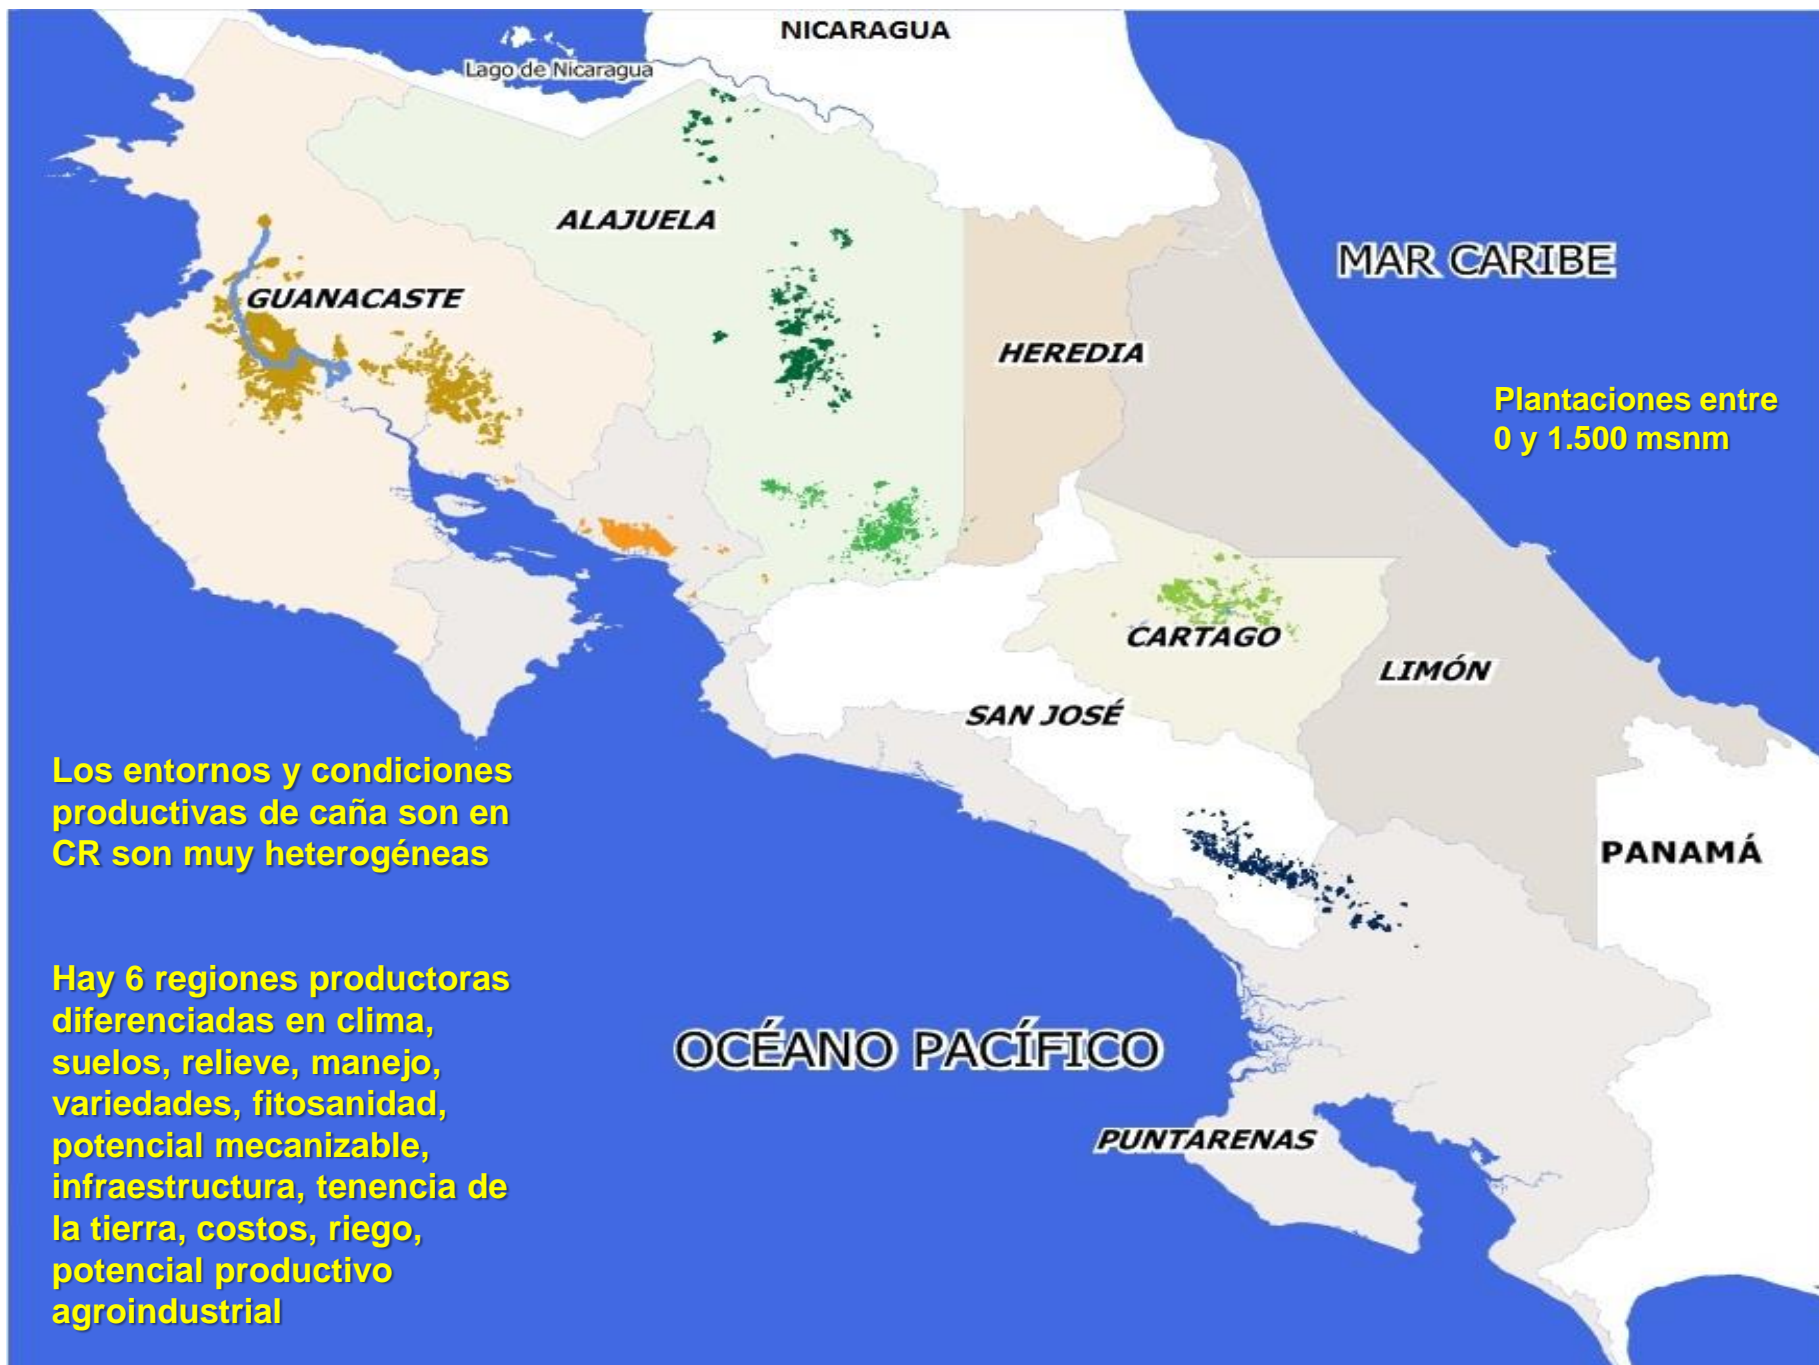 NICARAGUA
Lago de Nicaragua
ALAJUELA
MAR CARIBE
GUANACASTE
HEREDIA
Plantaciones entre
0 y 1.500 msnm
CARTAGO
LIMÓN
SAN JOSÉ
Los entornos y condiciones
productivas de caña son en
CR son muy heterogéneas
PANAMÁ
Hay 6 regiones productoras
diferenciadas en clima,
suelos, relieve, manejo,
variedades, fitosanidad,
potencial mecanizable,
infraestructura, tenencia de
la tierra, costos, riego,
potencial productivo
agroindustrial
OCÉANO PACÍFICO
PUNTARENAS